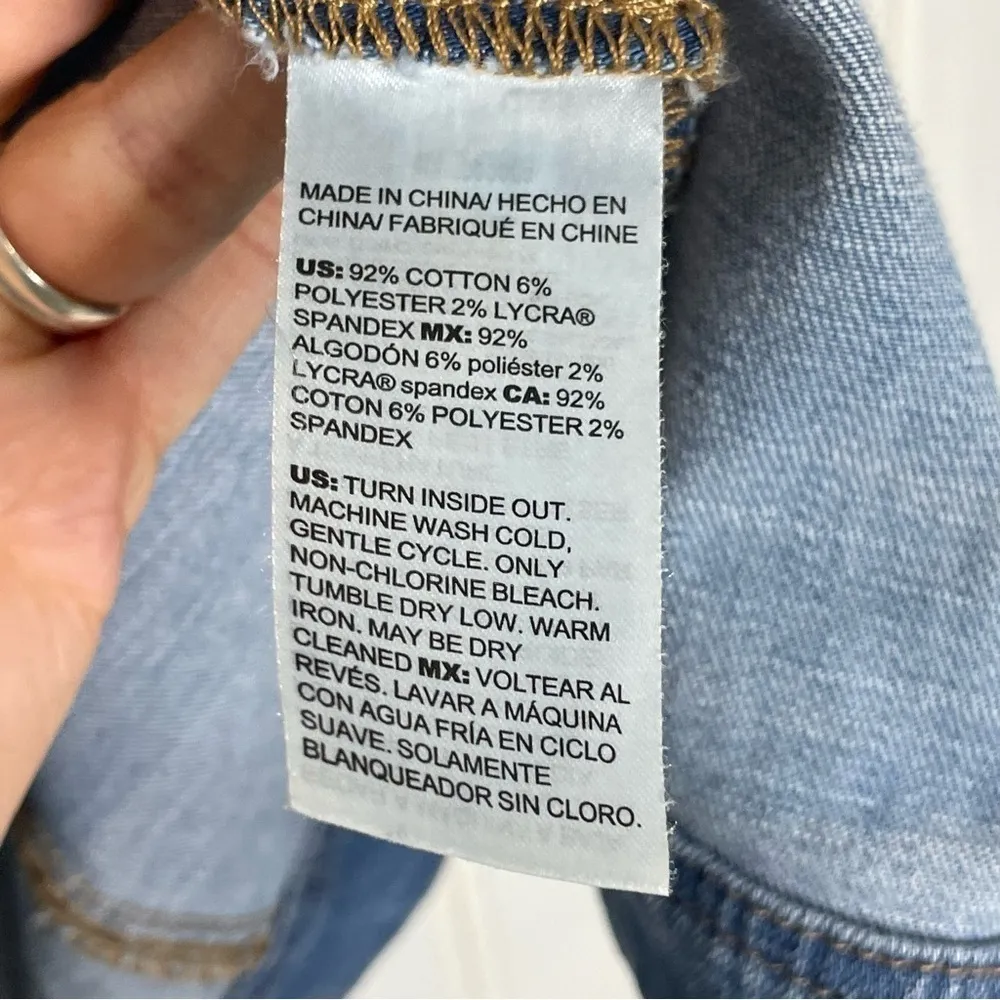 MADE IN CHINA/ HECHO EN
CHINA/ FABRIQUÉ EN CHINE
US: 92% COTTON 6%
POLYESTER 2% LYCRA®
SPANDEX MX: 92%
ALGODÓN 6% poliéster 2%
LYCRA® spandex CA: 92%
COTON 6% POLYESTER 2%
SPANDEX
US: TURN INSIDE OUT.
MACHINE WASH COLD,
GENTLE CYCLE. ONLY
NON-CHLORINE BLEACH.
TUMBLE DRY LOW. WARM
IRON. MAY BE DRY
CLEANED MX: VOLTEAR AL
REVÉS. LAVAR A MÁQUINA
CON AGUA FRÍA EN CICLO
SUAVE. SOLAMENTE
BLANQUEADOR SIN CLORO.